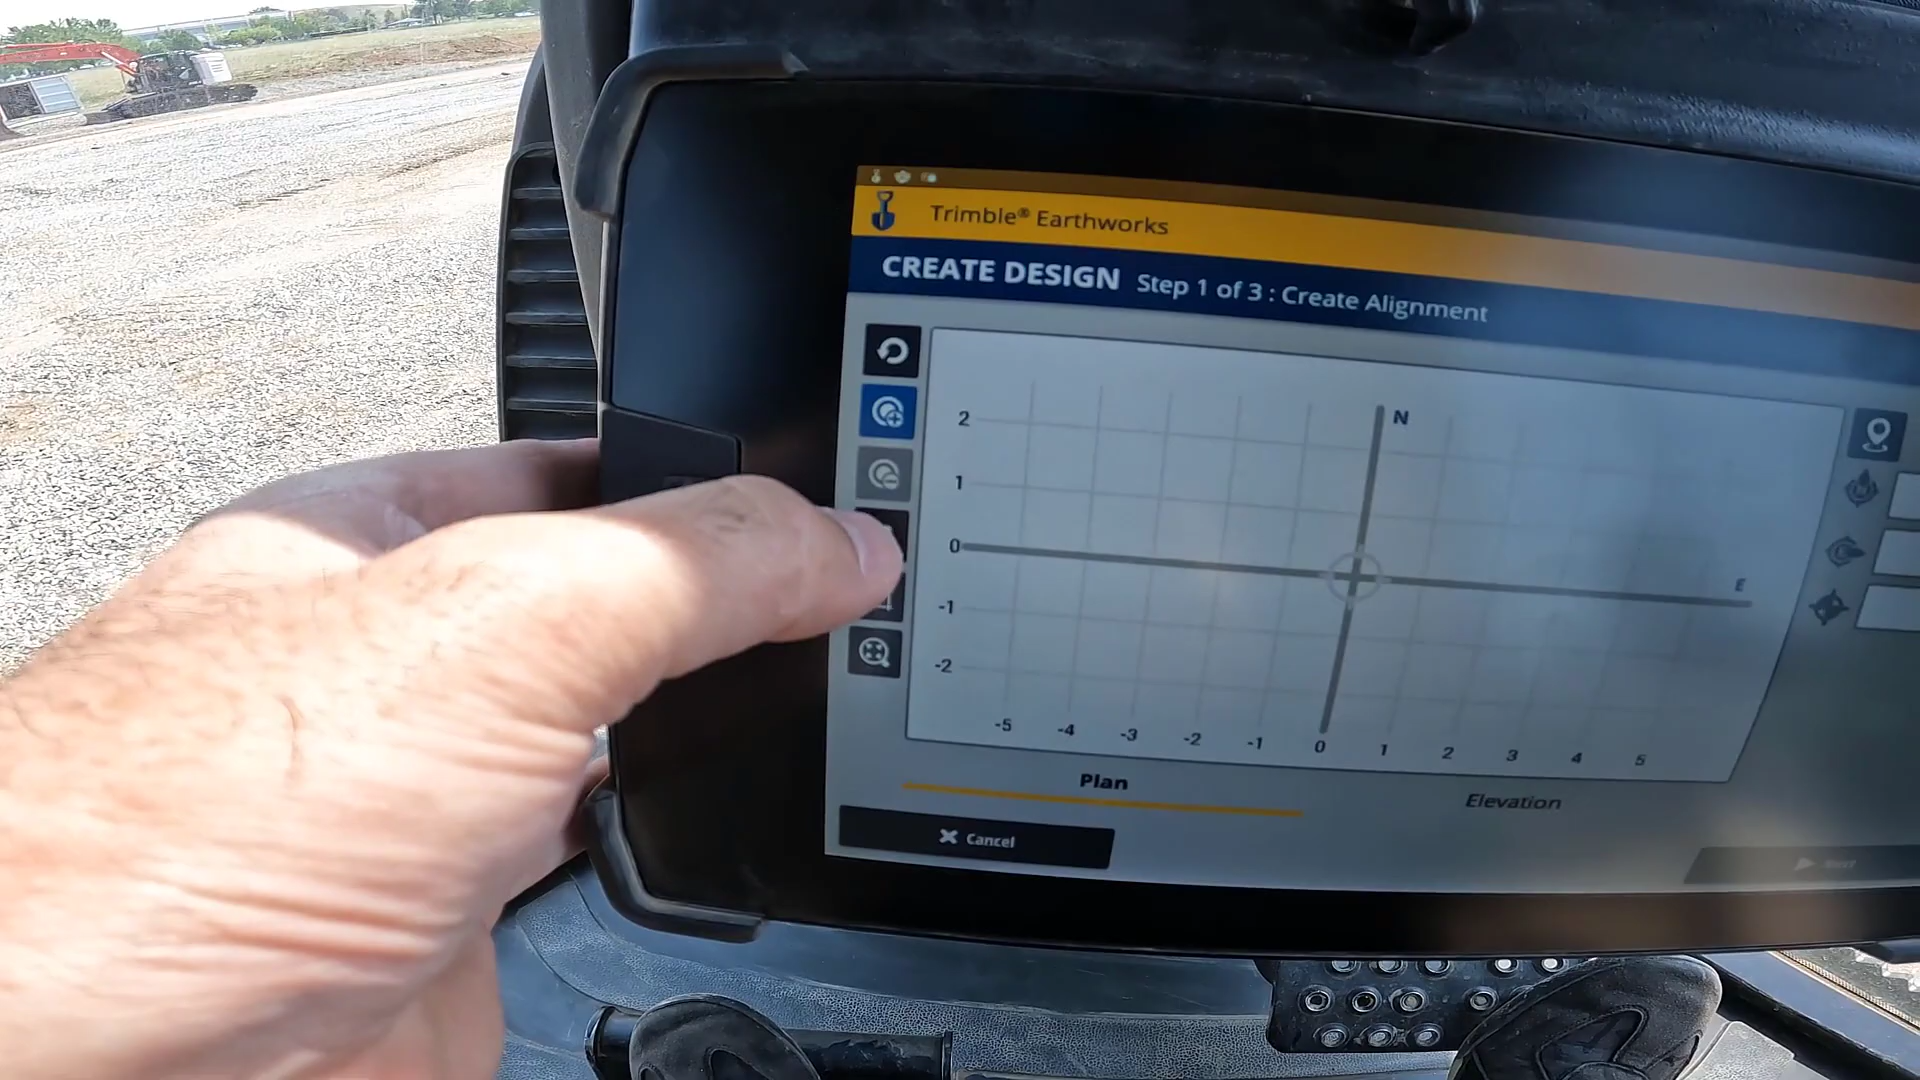 Trimble® Earthworks
CREATE DESIGN Step 1 of 3 : Create Alignment
N
2
1
0
E
-1
-2
-5 -4 -3 -2 -1 0 1 2 3 4 5
Plan
Elevation
Cancel